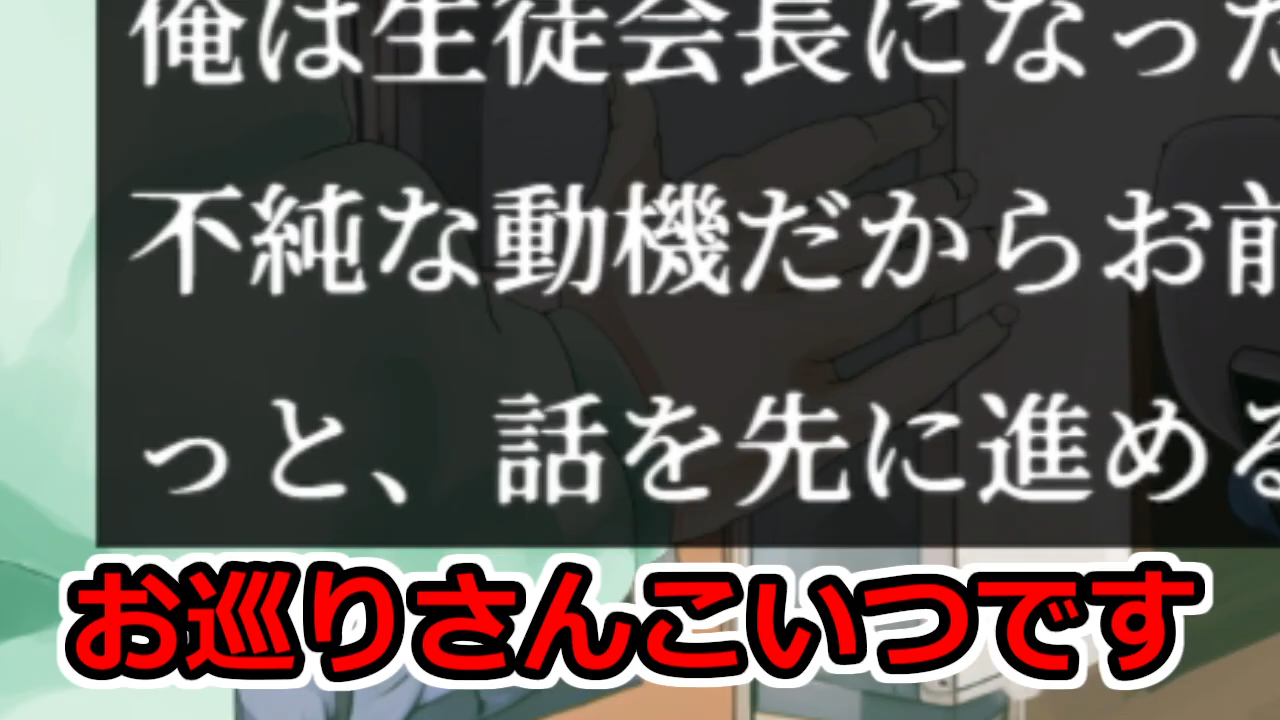 俺は生徒会長になった
不純な動機だからお前
っと、話を先に進める
お巡りさんこいつです